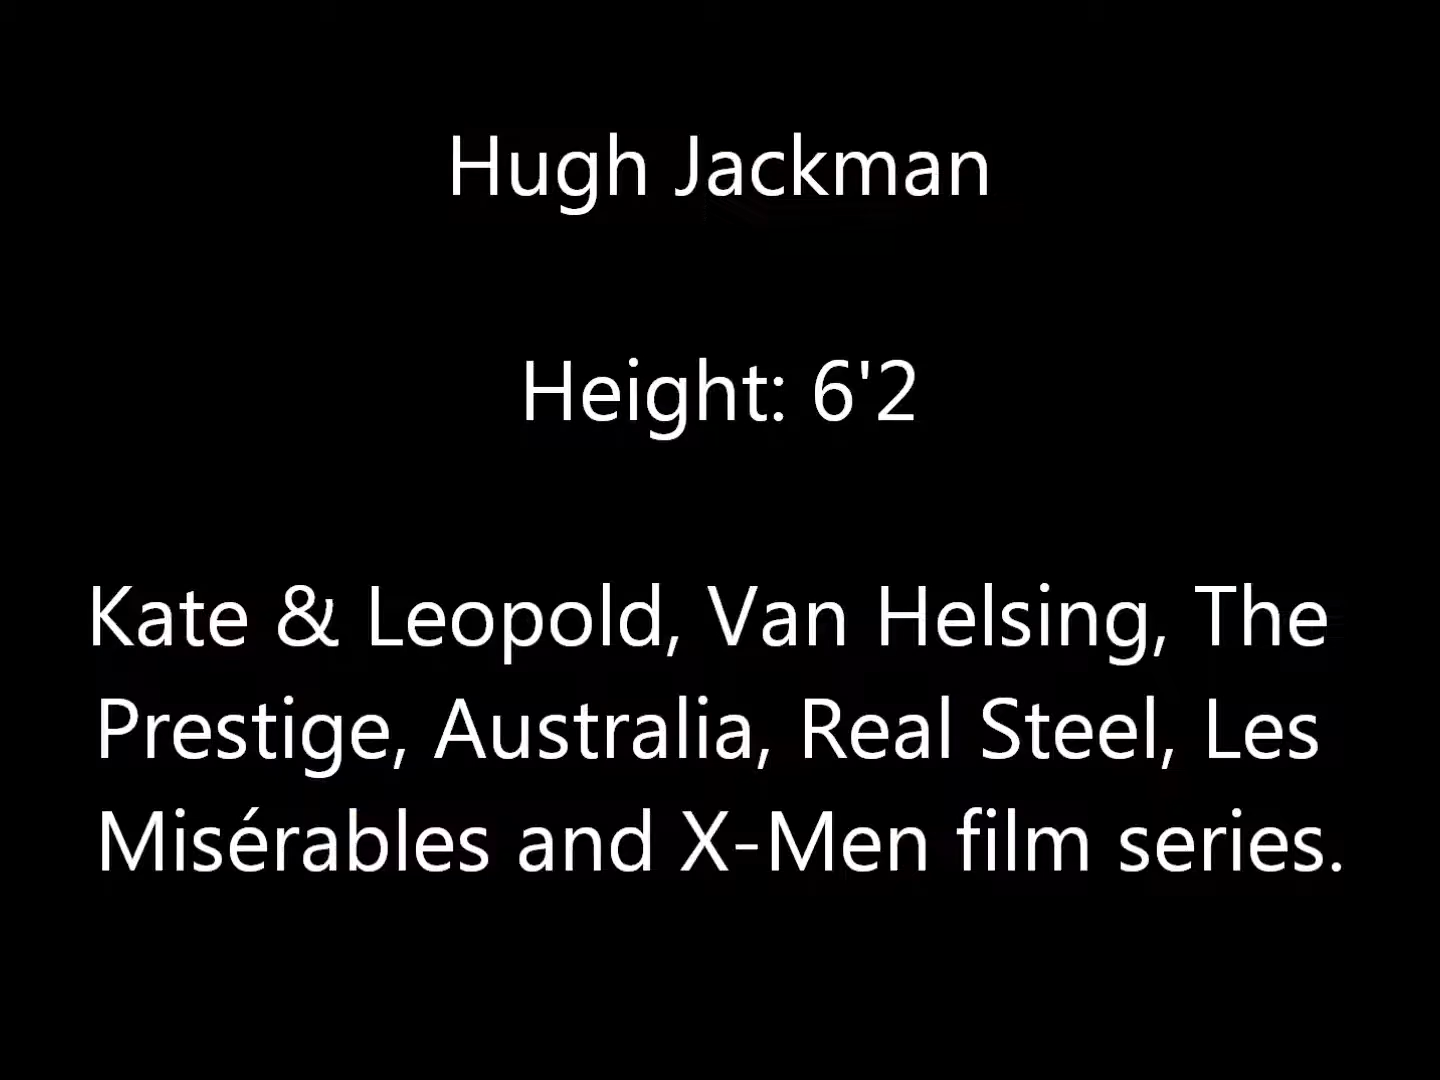 Hugh Jackman
Height: 6'2
Kate & Leopold, Van Helsing, The
Prestige, Australia, Real Steel, Les
Misérables and X-Men film series.